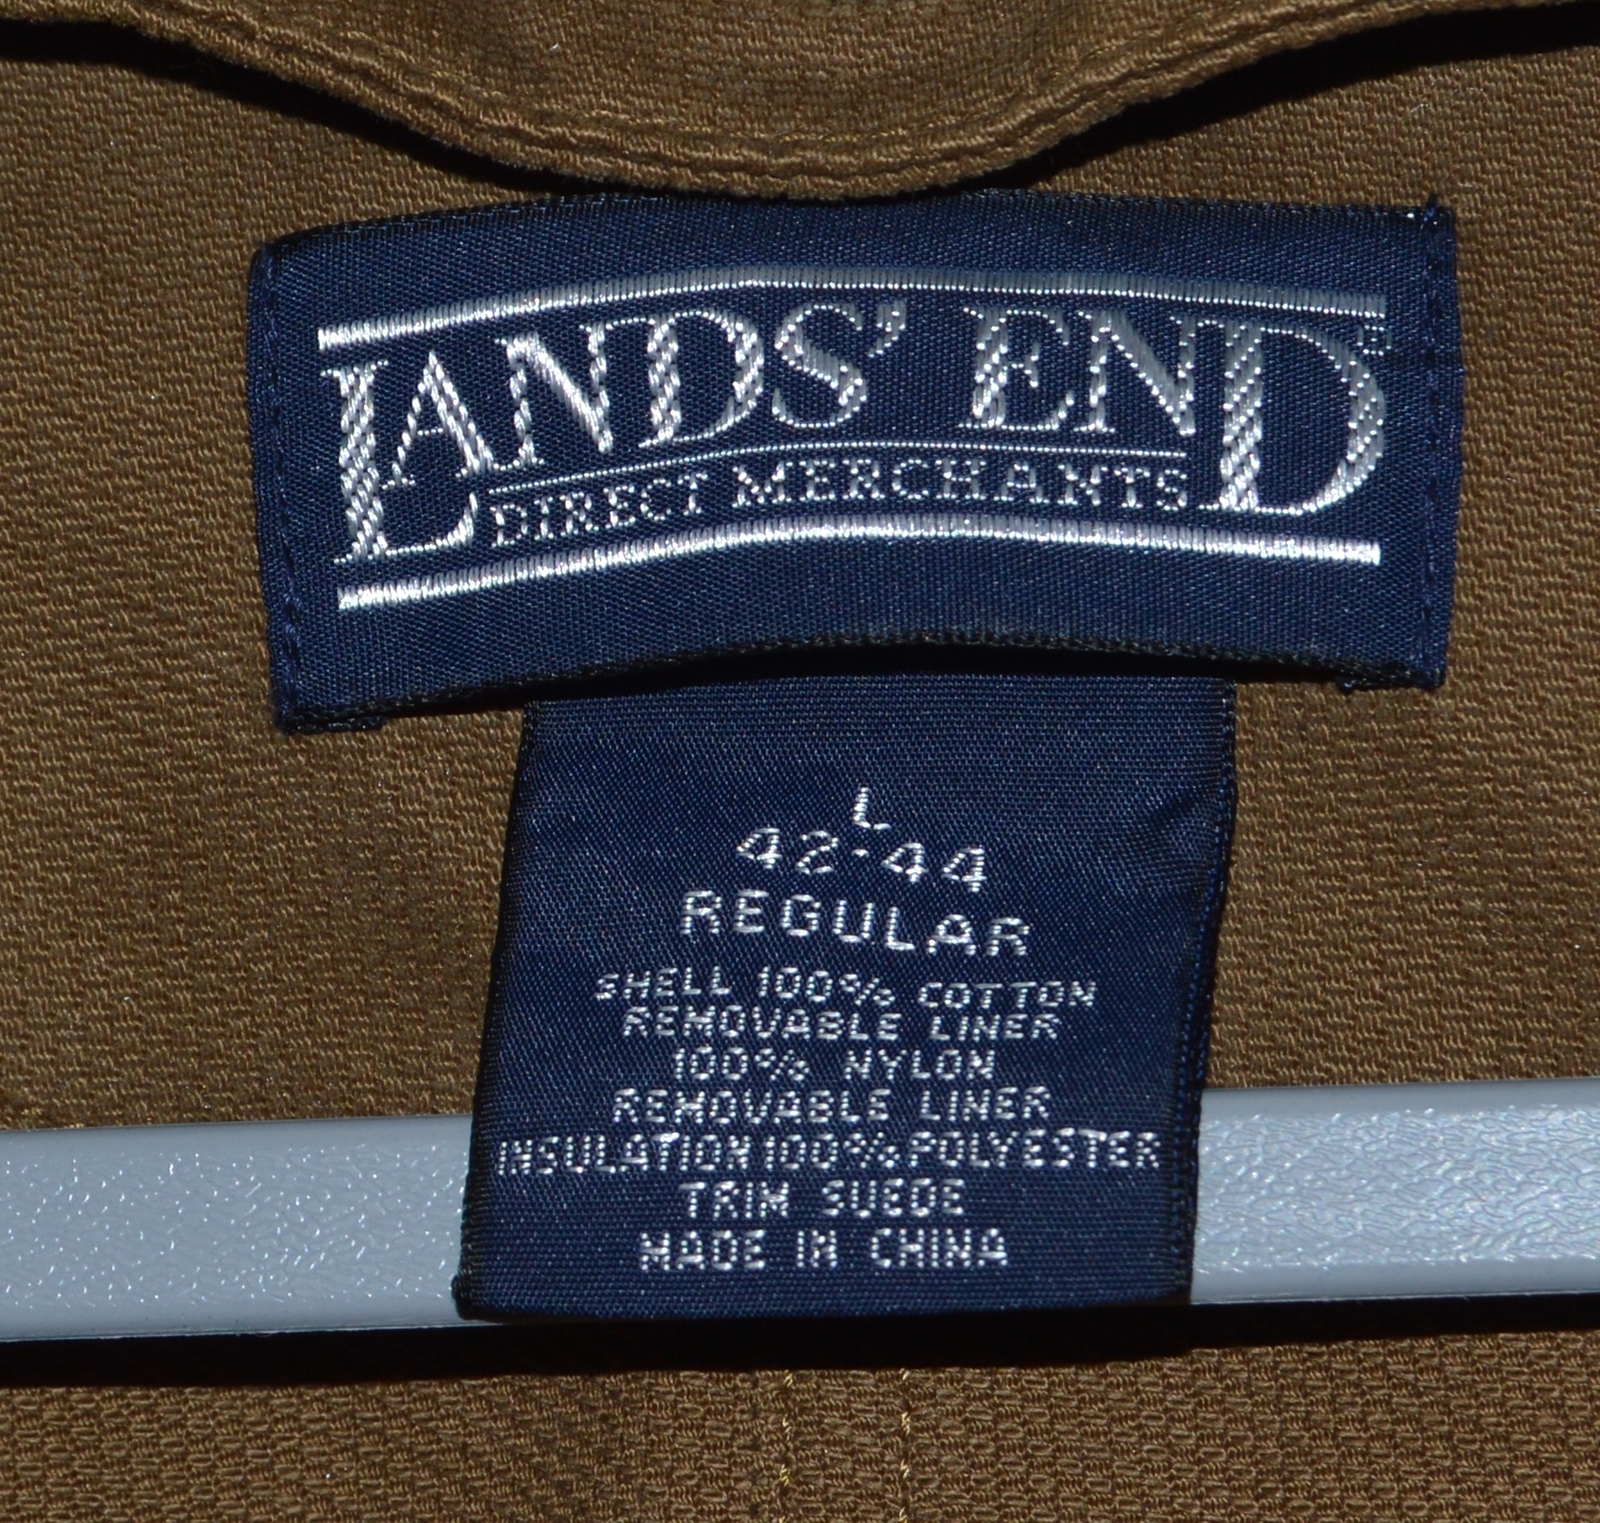 LANDS' END
DIRECT MERCHANTS
L
42-44
REGULAR
SHELL 100% COTTON
REMOVABLE LINER
100% NYLON
REMOVABLE LINER
INSULATION 100% POLYESTER
TRIM SUEDE
MADE IN CHINA